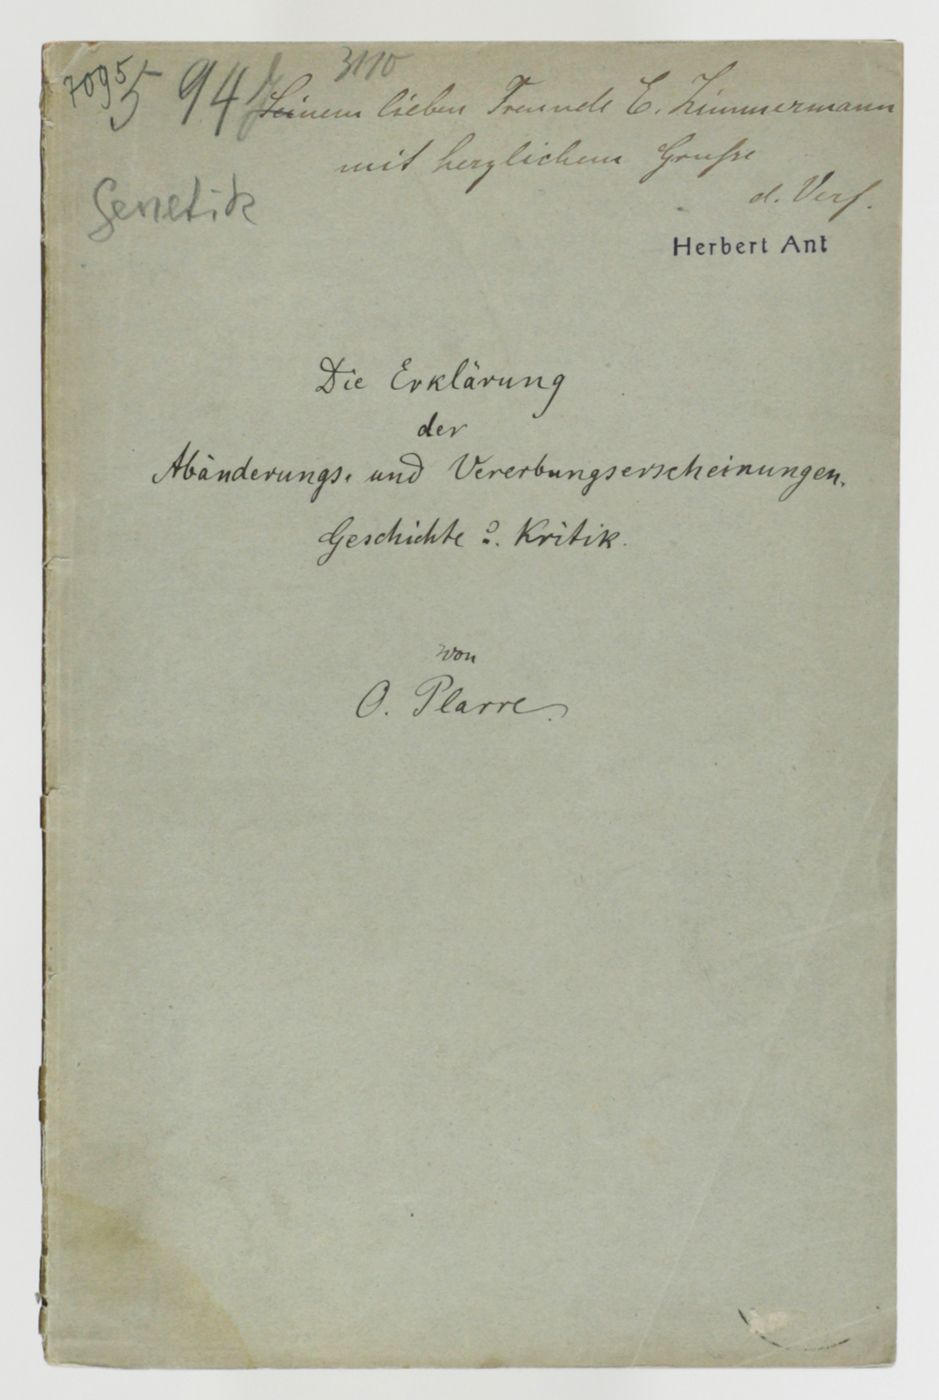 7095
5 94
3110
Seinem lieben Freunde E. Zimmermann
mit herzlichem Gruße
d. Verf.
Genetik
Herbert Ant
Die Erklärung
der
Abänderungs- und Vererbungserscheinungen.
Geschichte u. Kritik.
von
O. Plarre.